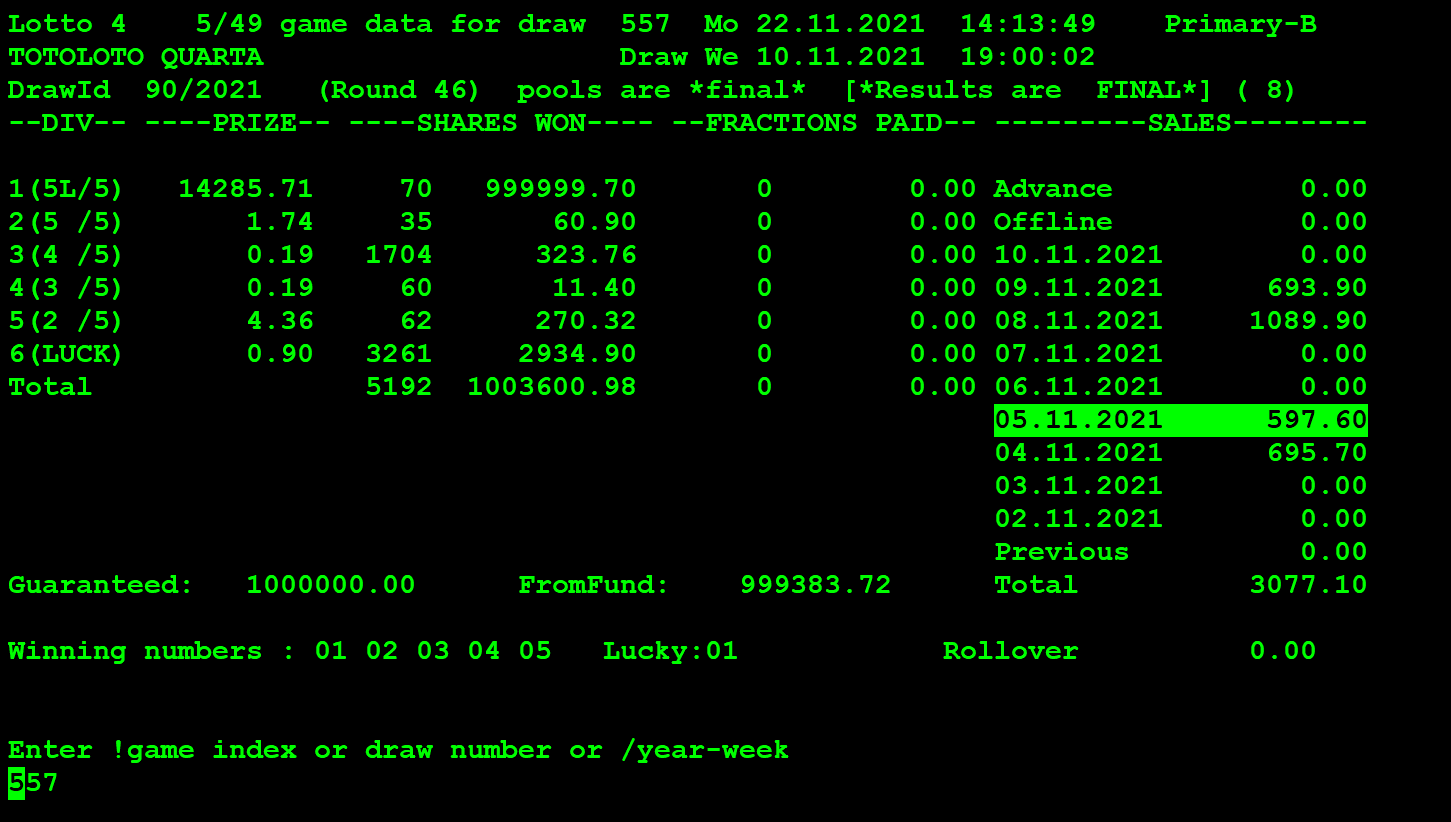 Lotto 4    5/49 game data for draw  557  Mo 22.11.2021  14:13:49    Primary-B
TOTOLOTO QUARTA                     Draw We 10.11.2021  19:00:02
DrawId  90/2021   (Round 46)  pools are *final*  [*Results are  FINAL*] ( 8)
--DIV-- ----PRIZE-- ----SHARES WON---- --FRACTIONS PAID-- ---------SALES--------
1(5L/5)   14285.71     70   999999.70       0        0.00 Advance           0.00
2(5 /5)       1.74     35       60.90       0        0.00 Offline           0.00
3(4 /5)       0.19   1704      323.76       0        0.00 10.11.2021        0.00
4(3 /5)       0.19     60       11.40       0        0.00 09.11.2021      693.90
5(2 /5)       4.36     62      270.32       0        0.00 08.11.2021     1089.90
6(LUCK)       0.90   3261     2934.90       0        0.00 07.11.2021        0.00
Total                5192  1003600.98       0        0.00 06.11.2021        0.00
05.11.2021      597.60
04.11.2021      695.70
03.11.2021        0.00
02.11.2021        0.00
Previous          0.00
Guaranteed:   1000000.00      FromFund:    999383.72      Total          3077.10
Winning numbers : 01 02 03 04 05   Lucky:01            Rollover          0.00
Enter !game index or draw number or /year-week
557